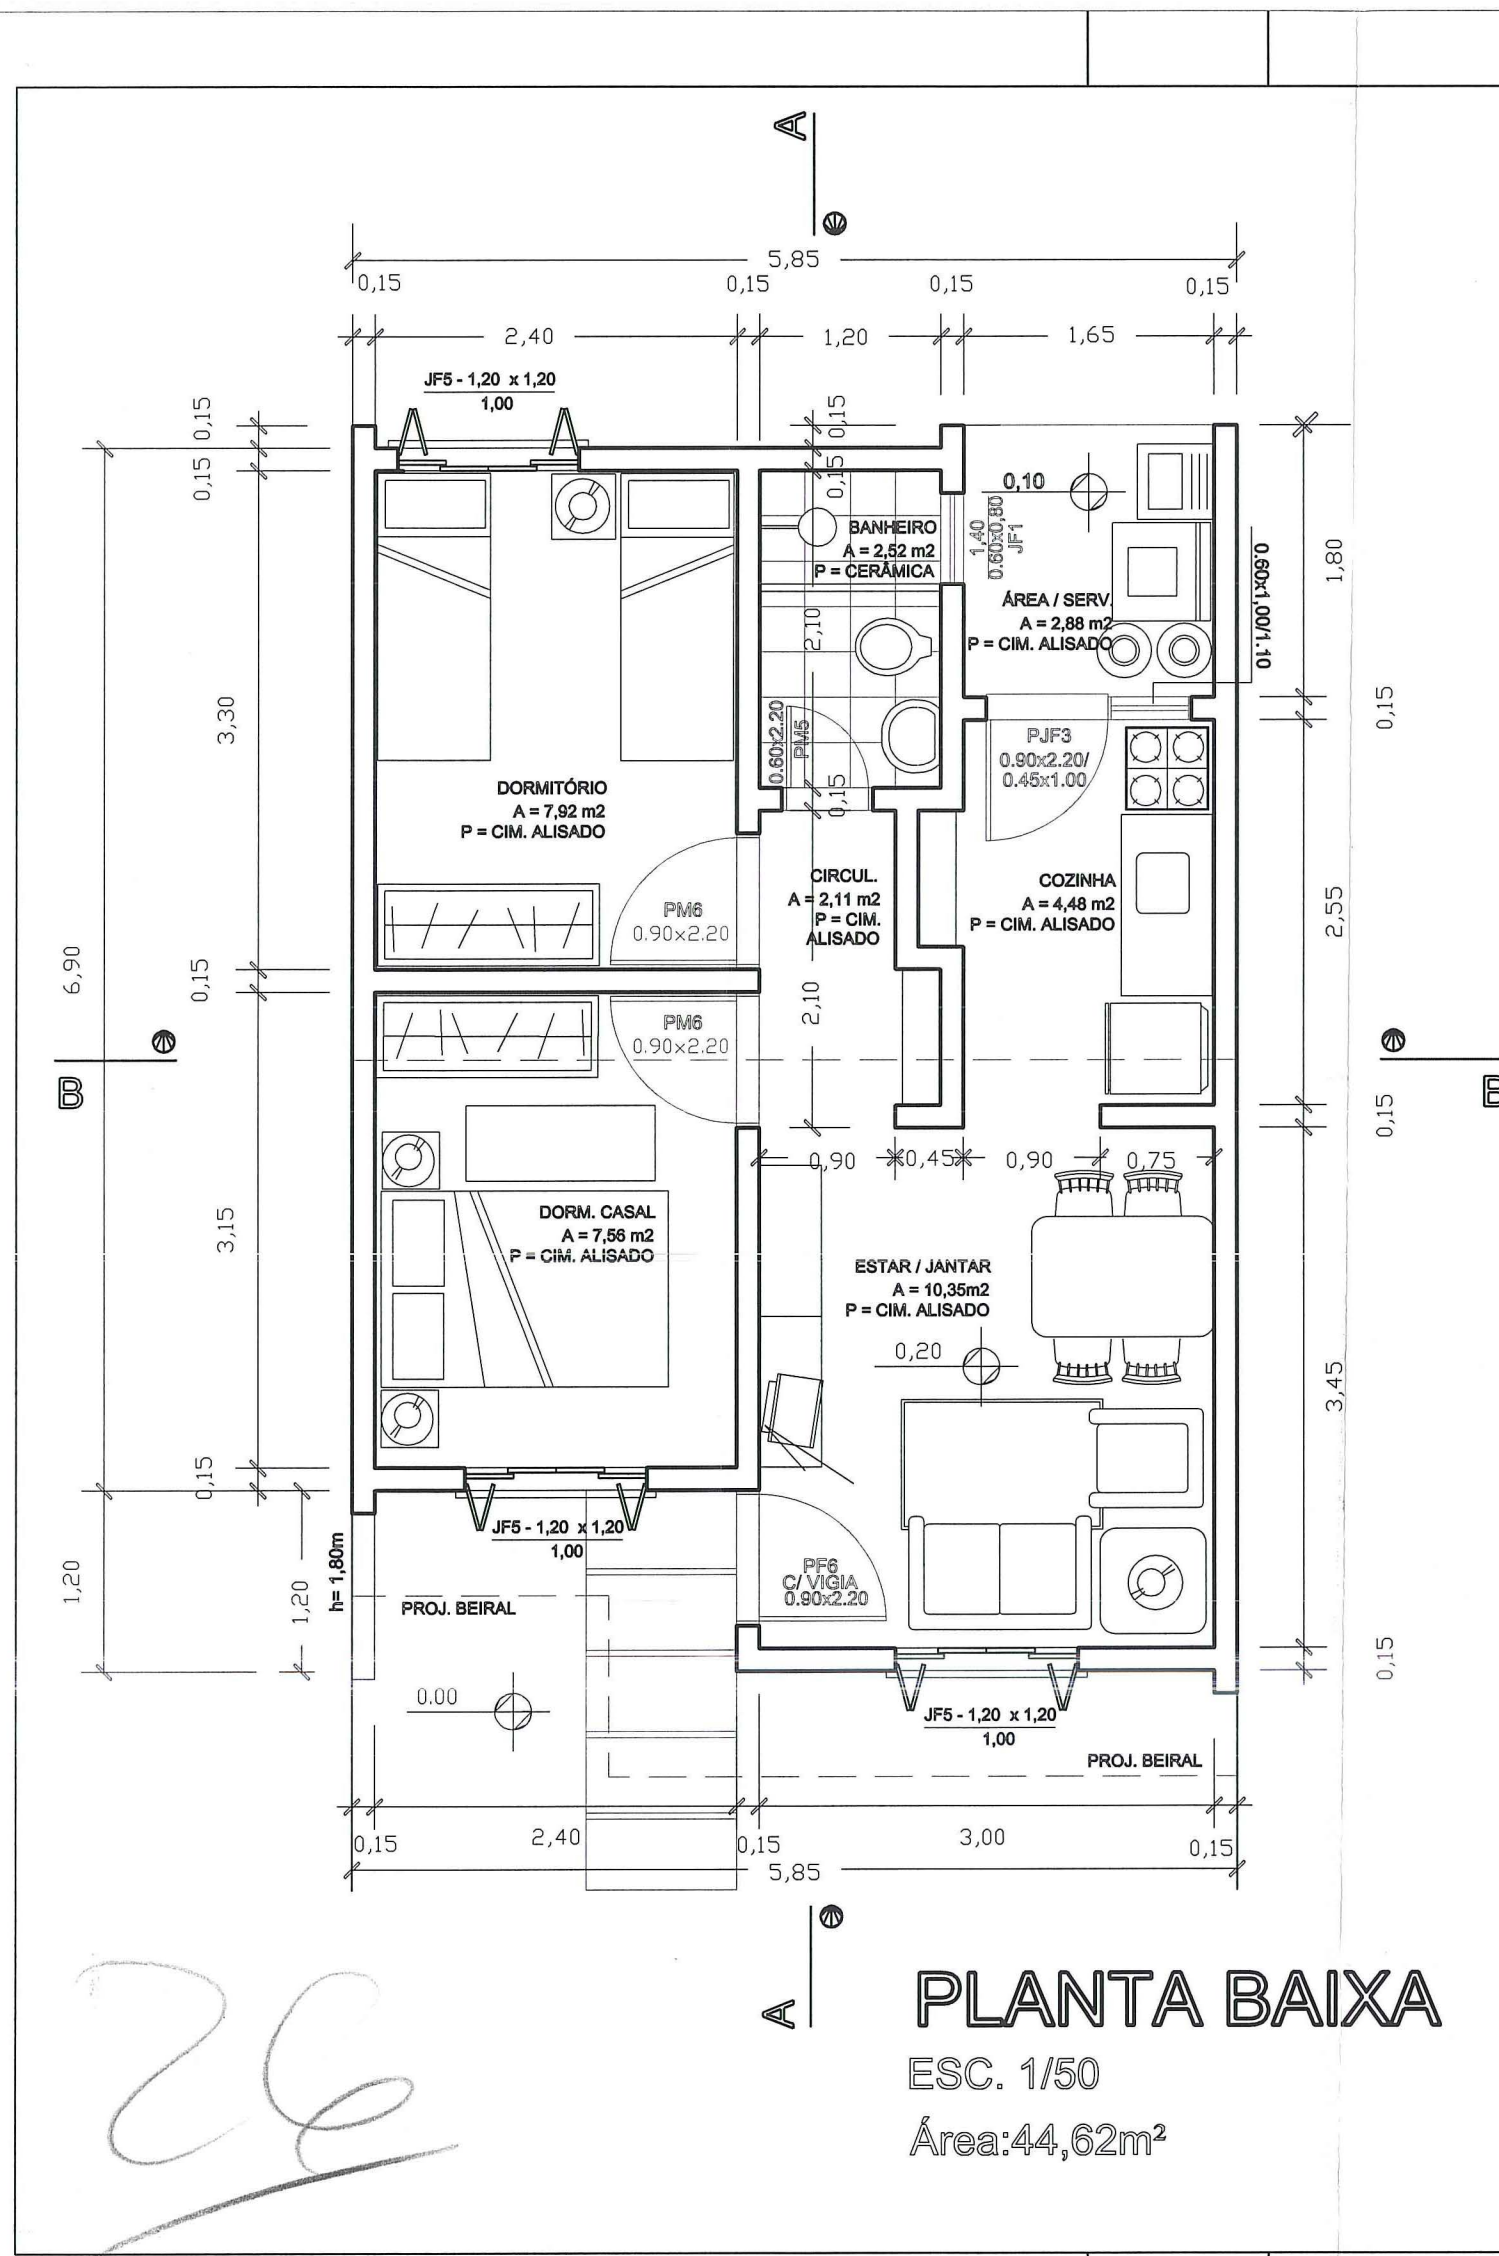 A
5,85
0,15
0,15
0,15
0,15
2,40
1,20
1,65
JF5 - 1,20 x 1,20
1,00
0,15
0,15
0,15
0,15
0,10
1,40
0.60x0,80
JF1
BANHEIRO
A = 2,52 m2
P = CERÂMICA
ÁREA / SERV.
A = 2,88 m2
P = CIM. ALISADO
0.60x1,00/1.10
1,80
2,10
0.60x2.20
PM5
0,15
3,30
0,15
PJF3
0.90x2.20/
0.45x1.00
DORMITÓRIO
A = 7,92 m2
P = CIM. ALISADO
CIRCUL.
A = 2,11 m2
P = CIM.
ALISADO
COZINHA
A = 4,48 m2
P = CIM. ALISADO
2,55
PM6
0.90x2.20
6,90
0,15
2,10
PM6
0.90x2.20
B
B
0,15
0,90
0,45
0,90
0,75
3,15
DORM. CASAL
A = 7,56 m2
P = CIM. ALISADO
ESTAR / JANTAR
A = 10,35m2
P = CIM. ALISADO
0,20
3,45
0,15
JF5 - 1,20 x 1,20
1,00
1,20
1,20
h= 1,80m
PROJ. BEIRAL
PF6
C/ VIGIA
0.90x2.20
0,15
0.00
JF5 - 1,20 x 1,20
1,00
PROJ. BEIRAL
0,15
2,40
0,15
3,00
0,15
5,85
A
PLANTA BAIXA
ESC. 1/50
Área:44,62m²